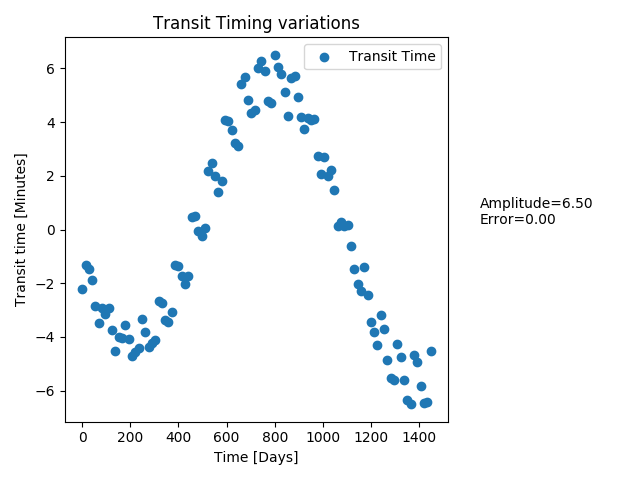 Transit Timing variations
Transit Time
Transit time [Minutes]
6
4
2
0
−2
−4
−6
0 200 400 600 800 1000 1200 1400
Time [Days]
Amplitude=6.50
Error=0.00